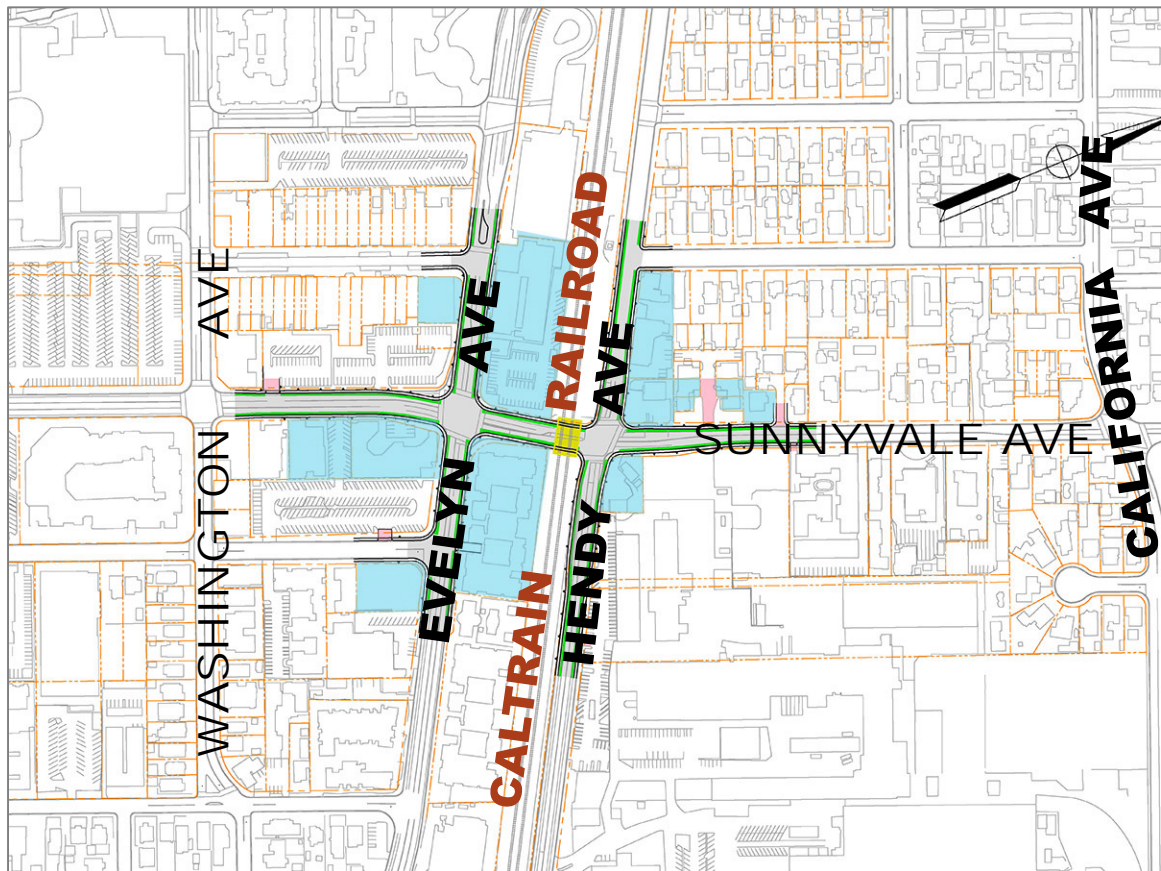 WASHINGTON AVE
EVELYN AVE
CALTRAIN RAILROAD
HENDY AVE
SUNNYVALE AVE
CALIFORNIA AVE